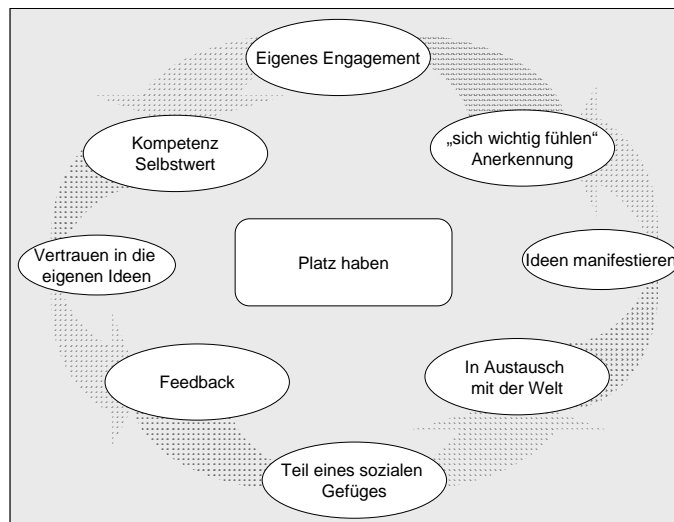 Eigenes Engagement
Kompetenz
Selbstwert
„sich wichtig fühlen“
Anerkennung
Vertrauen in die
eigenen Ideen
Platz haben
Ideen manifestieren
Feedback
In Austausch
mit der Welt
Teil eines sozialen
Gefüges